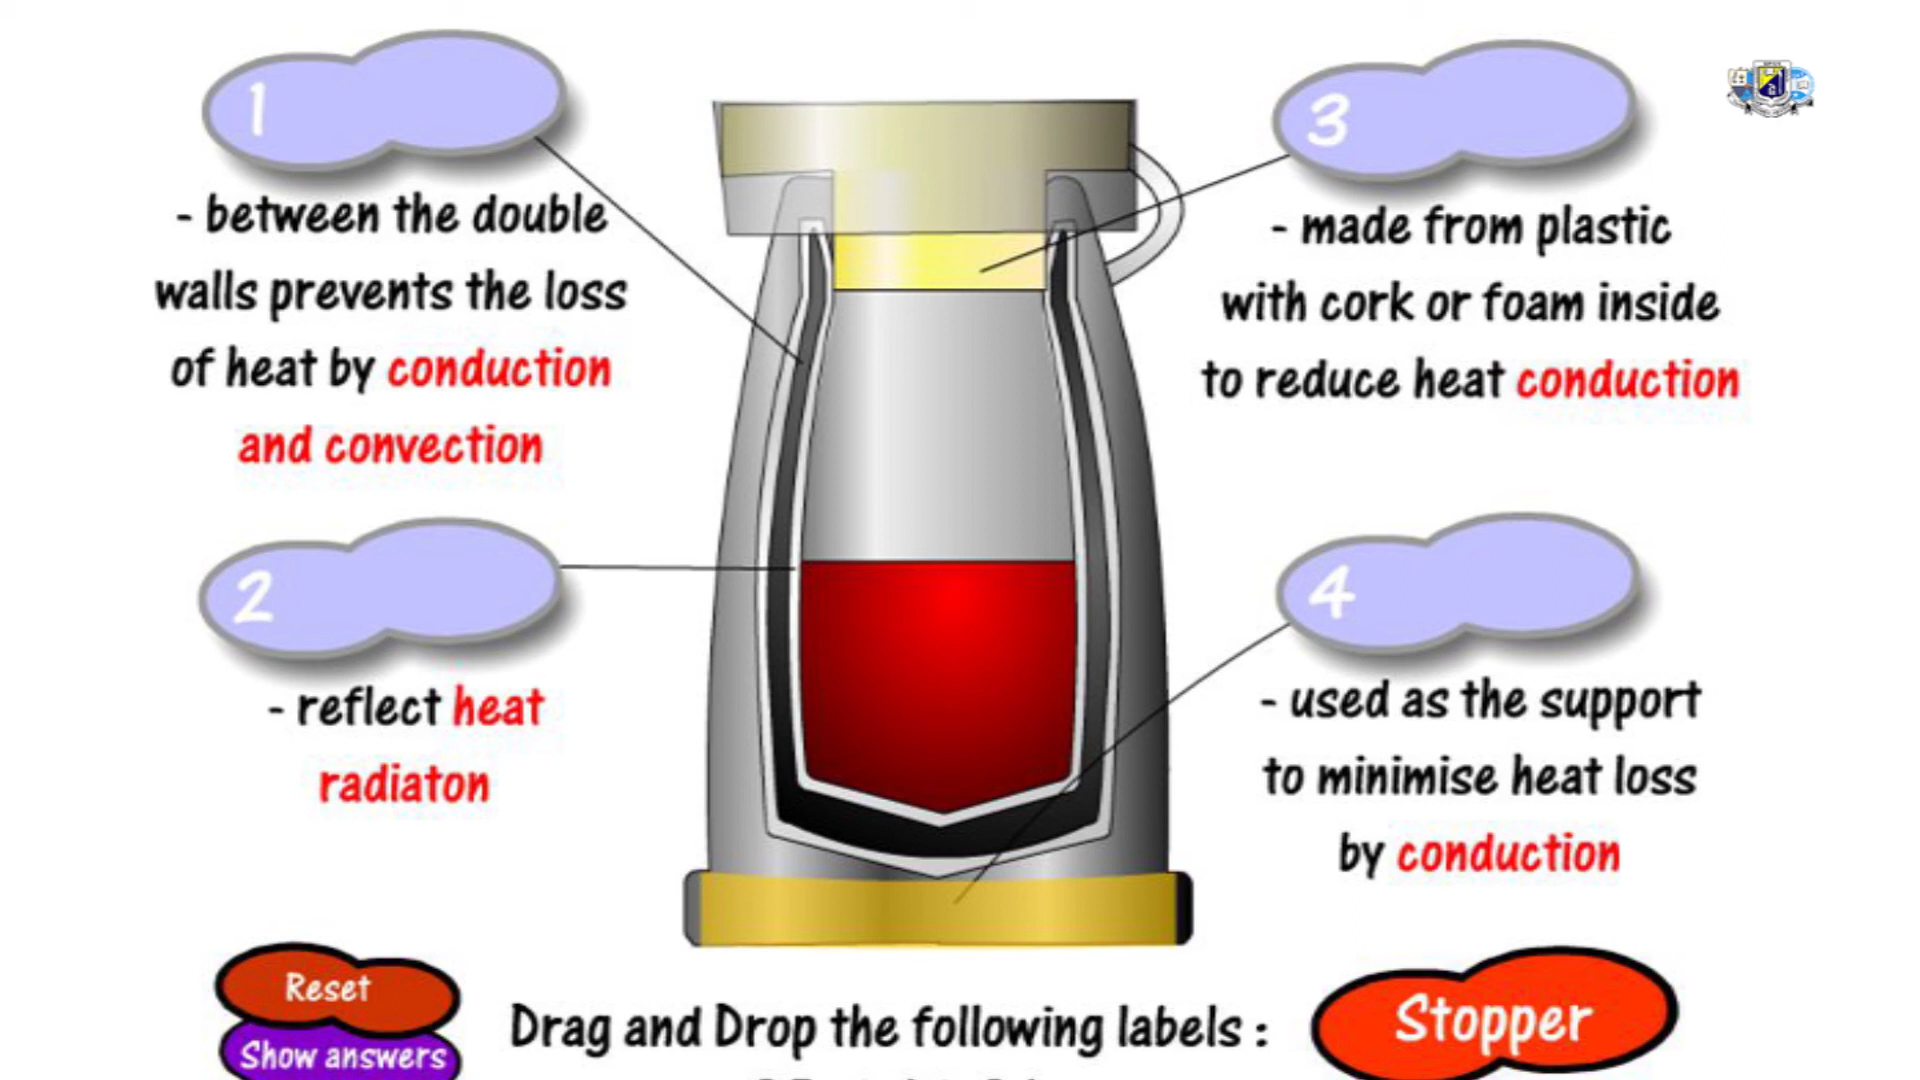 1
- between the double
walls prevents the loss
of heat by conduction
and convection
2
- reflect heat
radiaton
3
- made from plastic
with cork or foam inside
to reduce heat conduction
4
- used as the support
to minimise heat loss
by conduction
Reset
Show answers
Drag and Drop the following labels :
Stopper